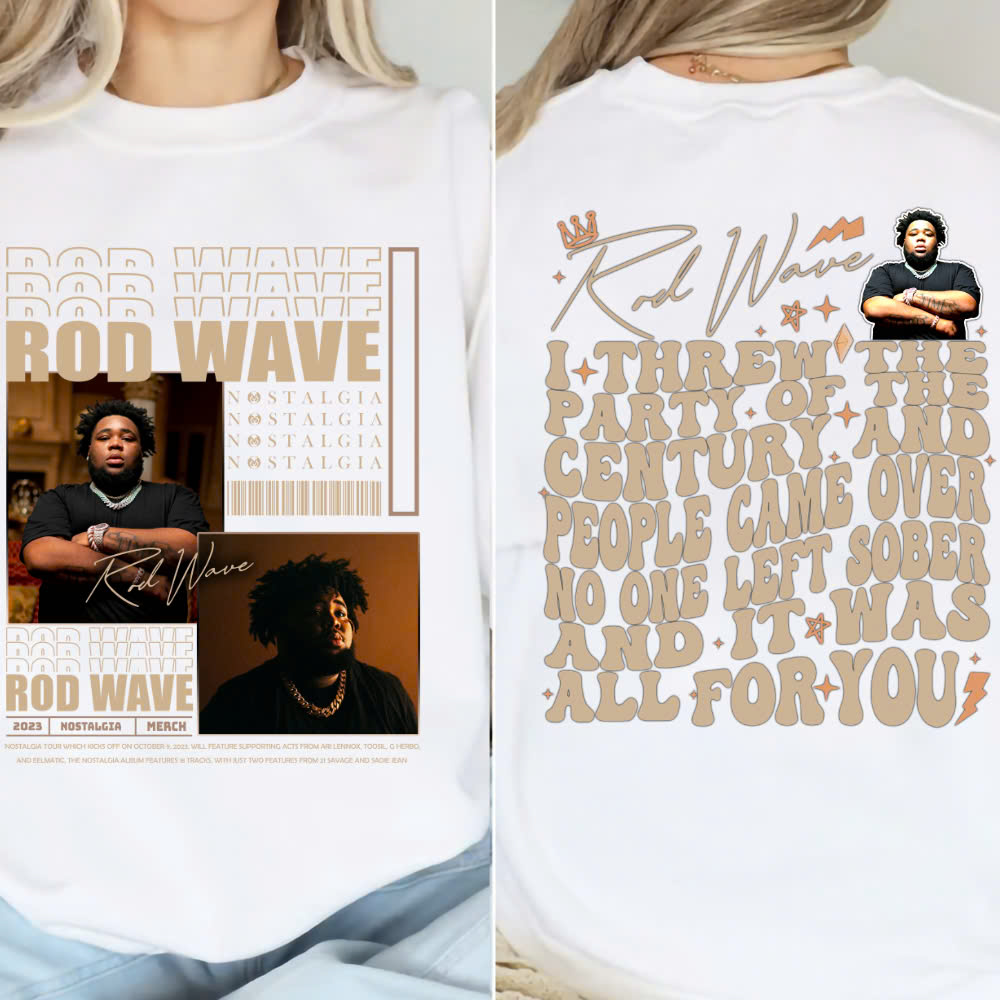 ROD WAVE
ROD WAVE
ROD WAVE
ROD WAVE
NOSTALGIA
NOSTALGIA
NOSTALGIA
NOSTALGIA
Rod Wave
ROD WAVE
ROD WAVE
ROD WAVE
2023 NOSTALGIA MERCH
NOSTALGIA TOUR WHICH KICKS OFF ON OCTOBER 9, 2023, WILL FEATURE SUPPORTING ACTS FROM ARI LENNOX, TOOSII, G HERBO,
AND EELMATIC. THE NOSTALGIA ALBUM FEATURES 18 TRACKS, WITH JUST TWO FEATURES FROM 21 SAVAGE AND SADIE JEAN
Rod Wave
I THREW THE
PARTY OF THE
CENTURY AND
PEOPLE CAME OVER
NO ONE LEFT SOBER
AND IT WAS
ALL FOR YOU